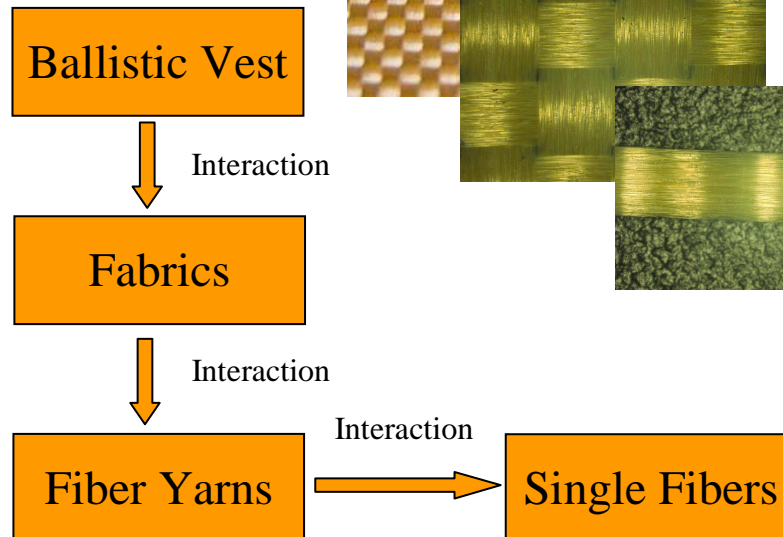 Ballistic Vest
Interaction
Fabrics
Interaction
Interaction
Fiber Yarns
Single Fibers